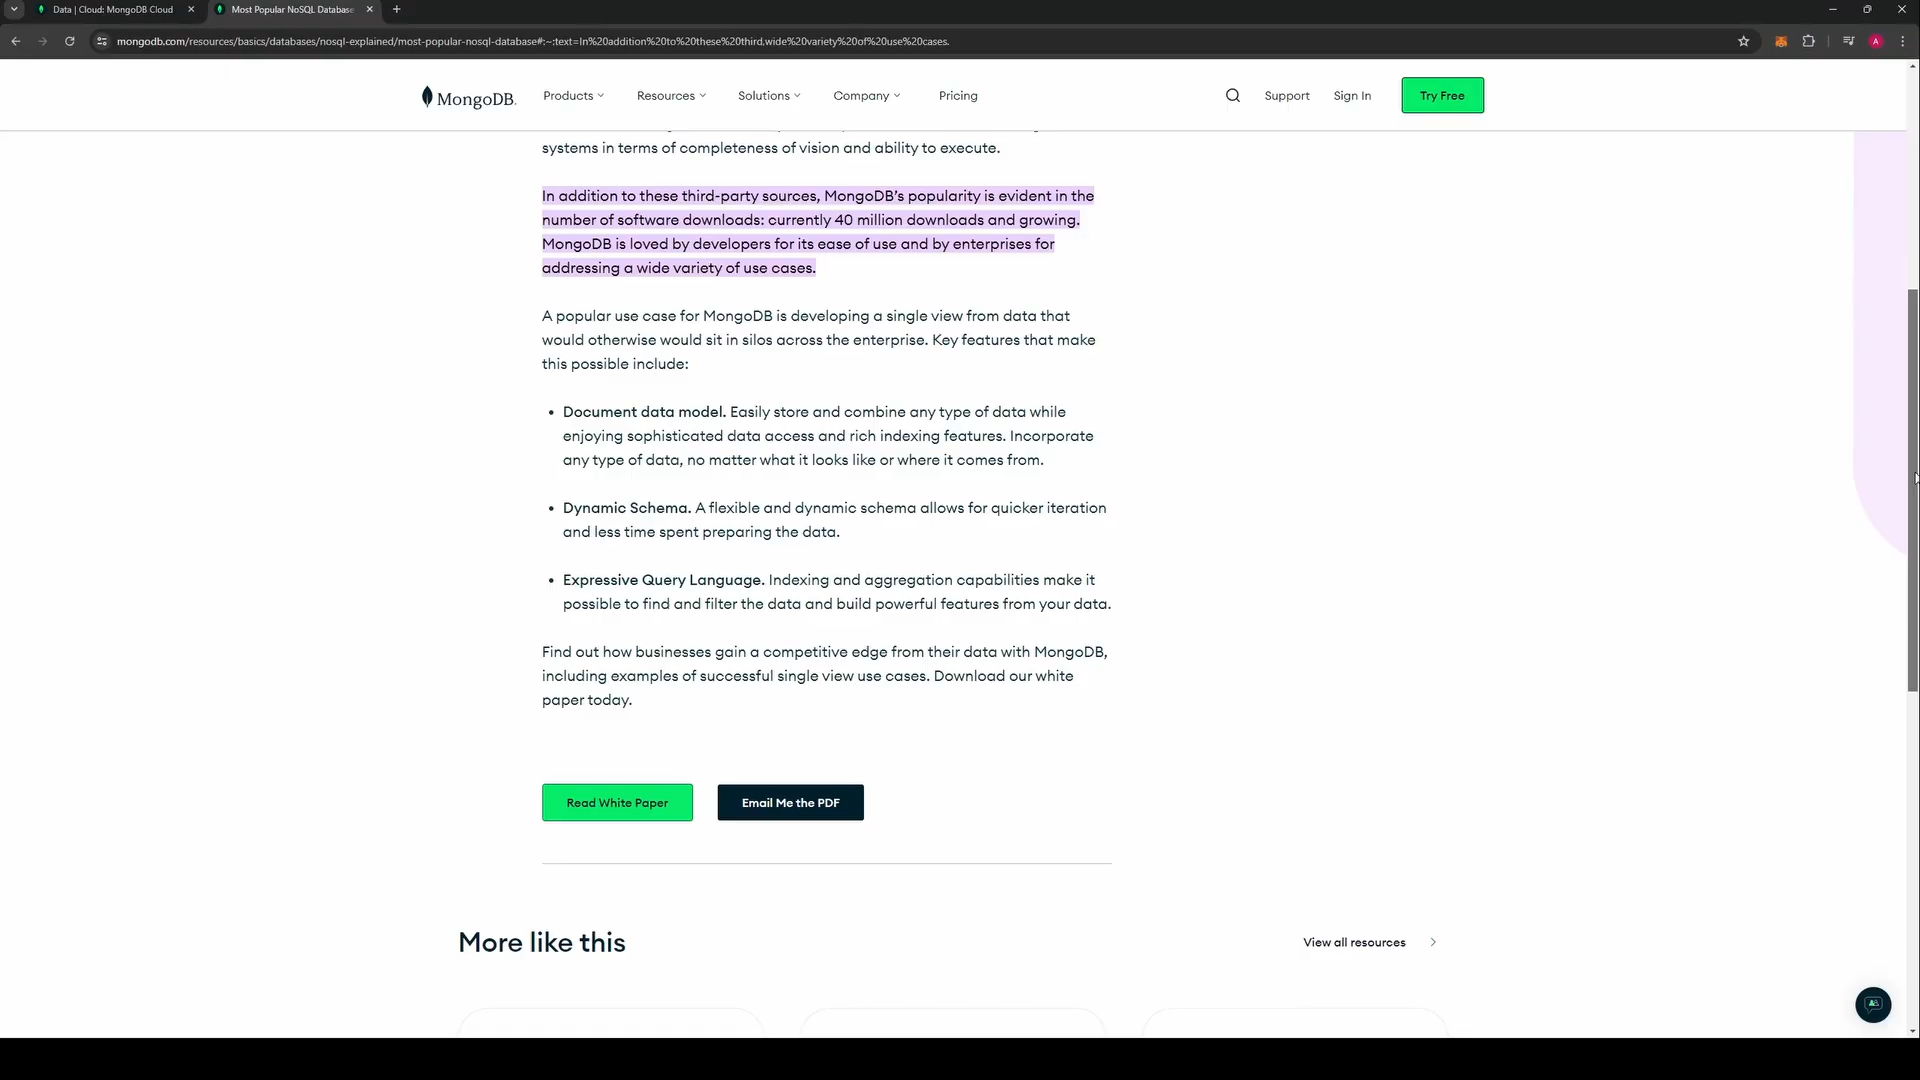 Data | Cloud: MongoDB Cloud
Most Popular NoSQL Database
mongodb.com/resources/basics/databases/nosql-explained/most-popular-nosql-database#:~:text=In%20addition%20to%20these%20third,wide%20variety%20of%20use%20cases.
A
MongoDB.
Products
Resources
Solutions
Company
Pricing
Support
Sign In
Try Free
systems in terms of completeness of vision and ability to execute.
In addition to these third-party sources, MongoDB’s popularity is evident in the
number of software downloads: currently 40 million downloads and growing.
MongoDB is loved by developers for its ease of use and by enterprises for
addressing a wide variety of use cases.
A popular use case for MongoDB is developing a single view from data that
would otherwise would sit in silos across the enterprise. Key features that make
this possible include:
• Document data model. Easily store and combine any type of data while
enjoying sophisticated data access and rich indexing features. Incorporate
any type of data, no matter what it looks like or where it comes from.
• Dynamic Schema. A flexible and dynamic schema allows for quicker iteration
and less time spent preparing the data.
• Expressive Query Language. Indexing and aggregation capabilities make it
possible to find and filter the data and build powerful features from your data.
Find out how businesses gain a competitive edge from their data with MongoDB,
including examples of successful single view use cases. Download our white
paper today.
Read White Paper
Email Me the PDF
More like this
View all resources